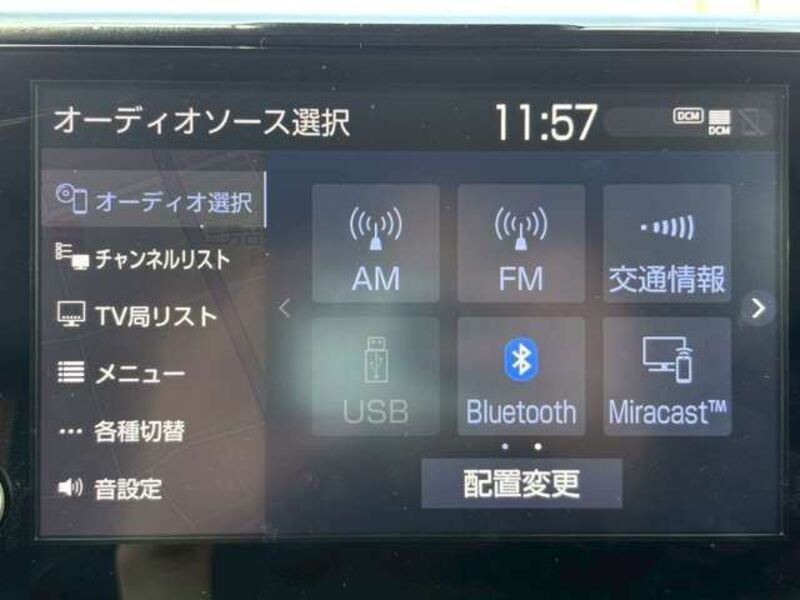 オーディオソース選択
11:57
DCM
DCM
オーディオ選択
チャンネルリスト
TV局リスト
メニュー
各種切替
音設定
AM
FM
交通情報
USB
Bluetooth
Miracast™
配置変更